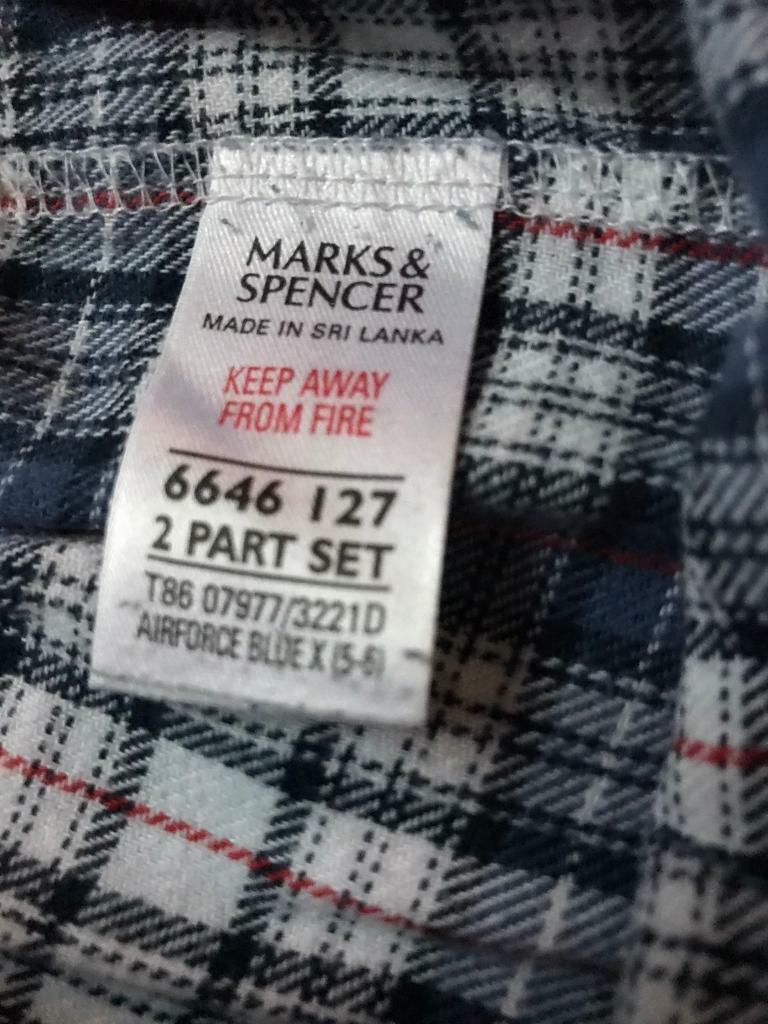 MARKS &
SPENCER
MADE IN SRI LANKA
KEEP AWAY
FROM FIRE
6646 127
2 PART SET
T86 07977/3221D
AIRFORCE BLUE X (5-6)